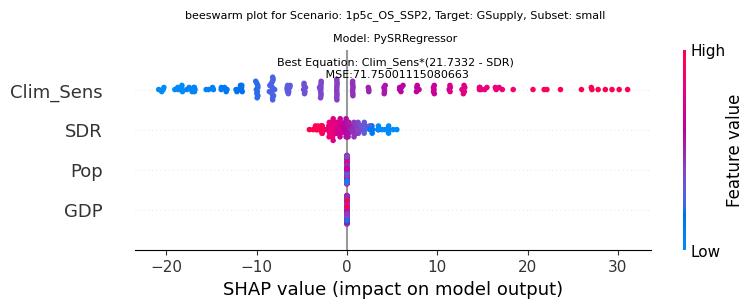 beeswarm plot for Scenario: 1p5c_OS_SSP2, Target: GSupply, Subset: small
Model: PySRRegressor
Best Equation: Clim_Sens*(21.7332 - SDR)
MSE:71.75001115080663
High
Clim_Sens
SDR
Pop
GDP
Feature value
Low
−20
−10
0
10
20
30
SHAP value (impact on model output)